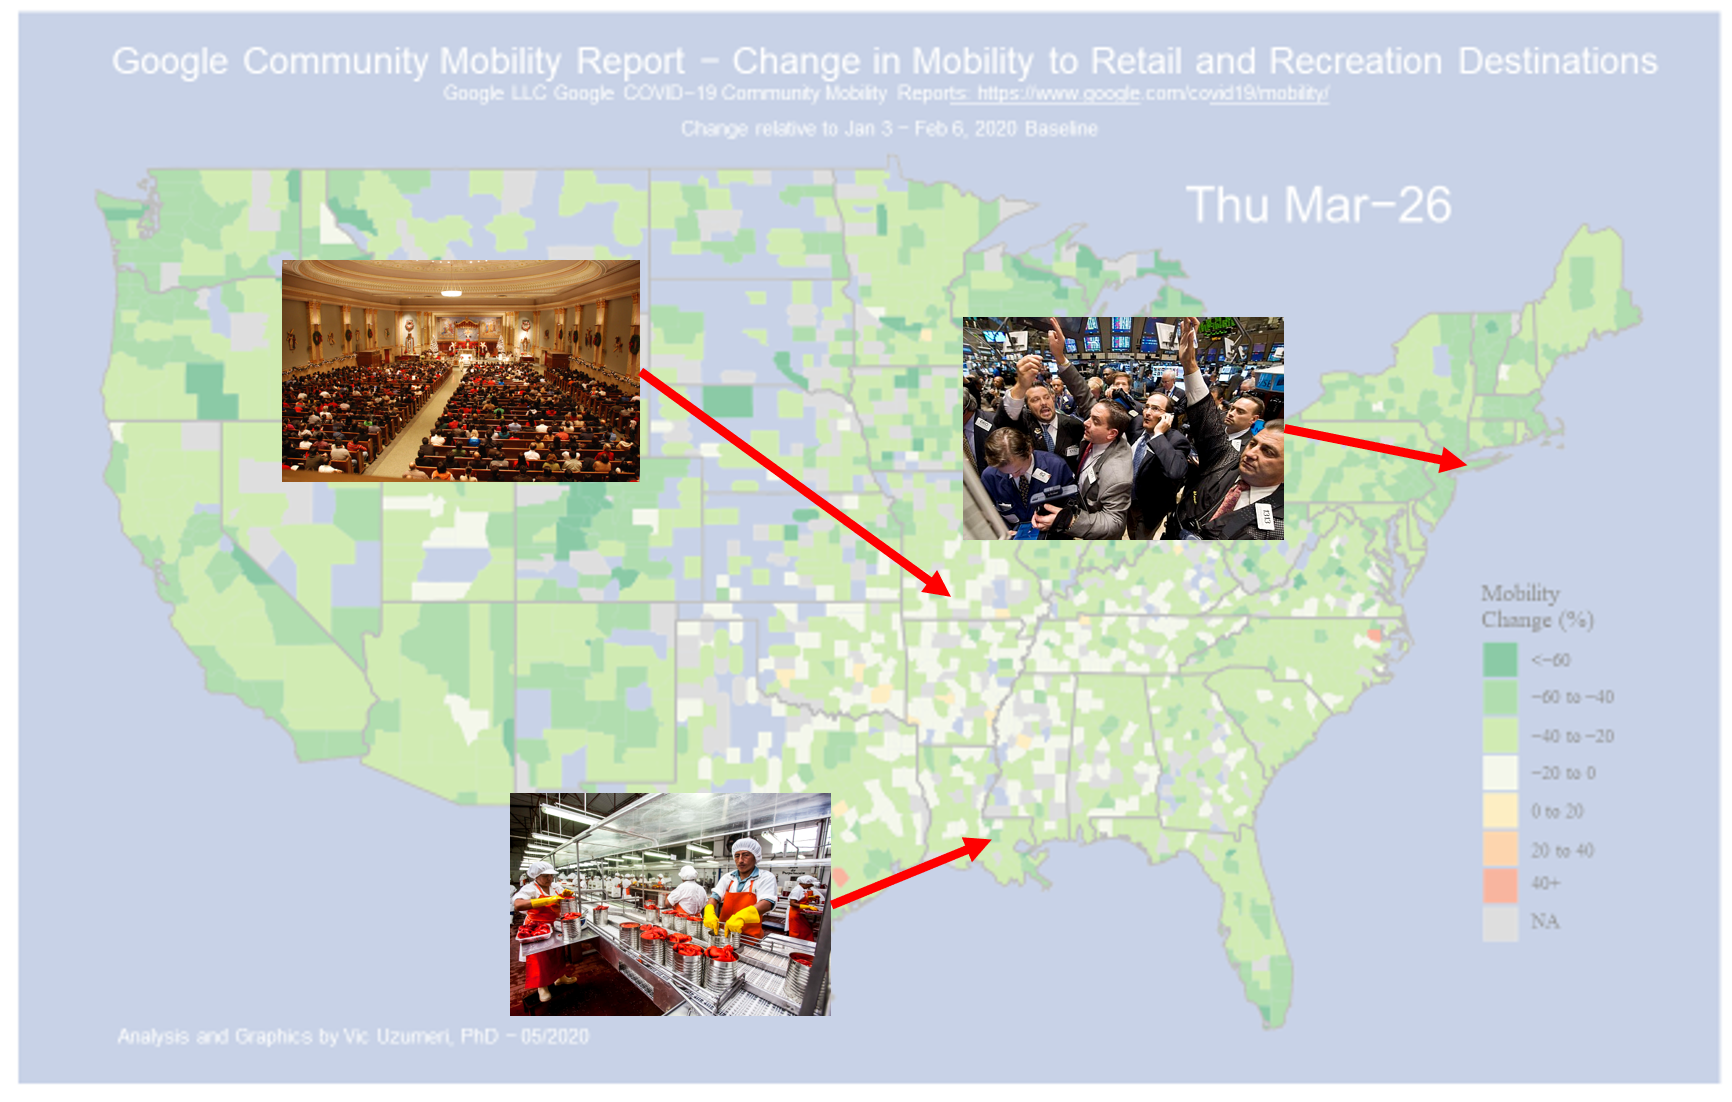 Google Community Mobility Report − Change in Mobility to Retail and Recreation Destinations
Google LLC Google COVID−19 Community Mobility Reports: https://www.google.com/covid19/mobility/
Change relative to Jan 3 − Feb 6, 2020 Baseline
Thu Mar−26
Mobility
Change (%)
<−60
−60 to −40
−40 to −20
−20 to 0
0 to 20
20 to 40
40+
NA
Analysis and Graphics by Vic Uzumeri, PhD − 05/2020